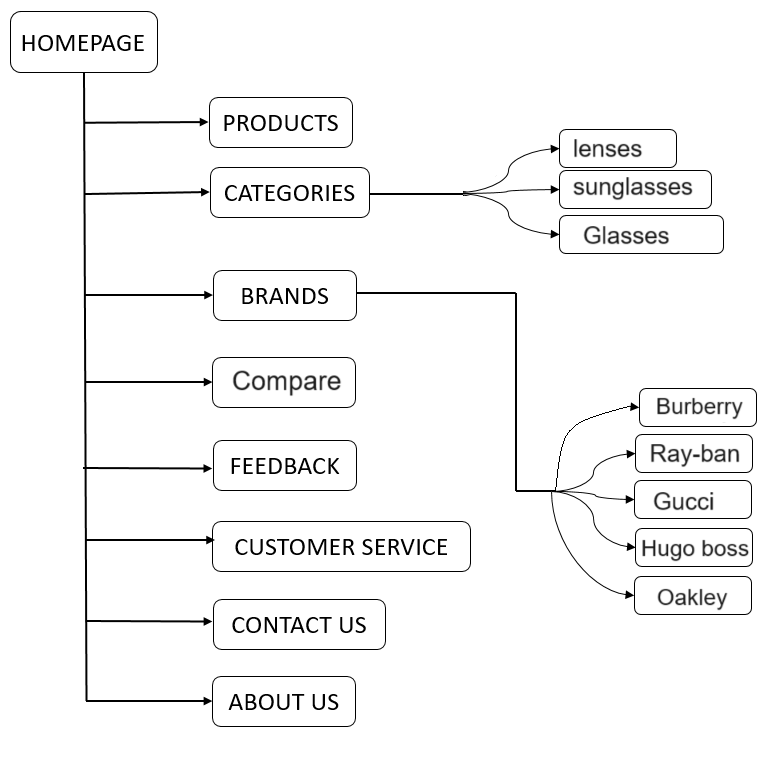 HOMEPAGE
PRODUCTS
CATEGORIES
lenses
sunglasses
Glasses
BRANDS
Compare
Burberry
Ray-ban
Gucci
Hugo boss
Oakley
FEEDBACK
CUSTOMER SERVICE
CONTACT US
ABOUT US